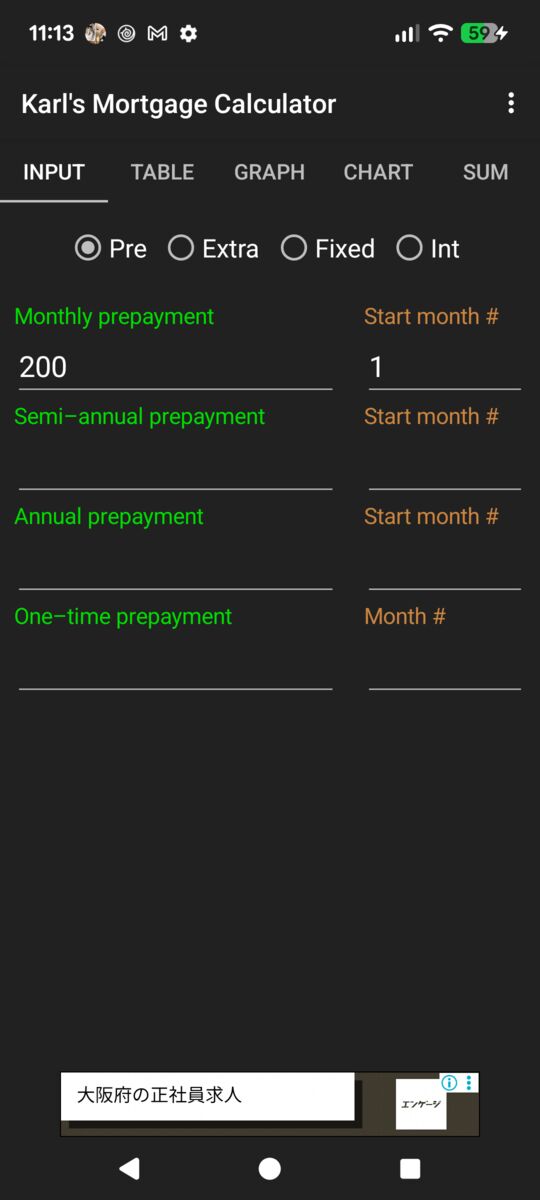 11:13
59
Karl's Mortgage Calculator
INPUT TABLE GRAPH CHART SUM
Pre Extra Fixed Int
Monthly prepayment Start month #
200 1
Semi-annual prepayment Start month #
Annual prepayment Start month #
One-time prepayment Month #
大阪府の正社員求人
エンゲージ